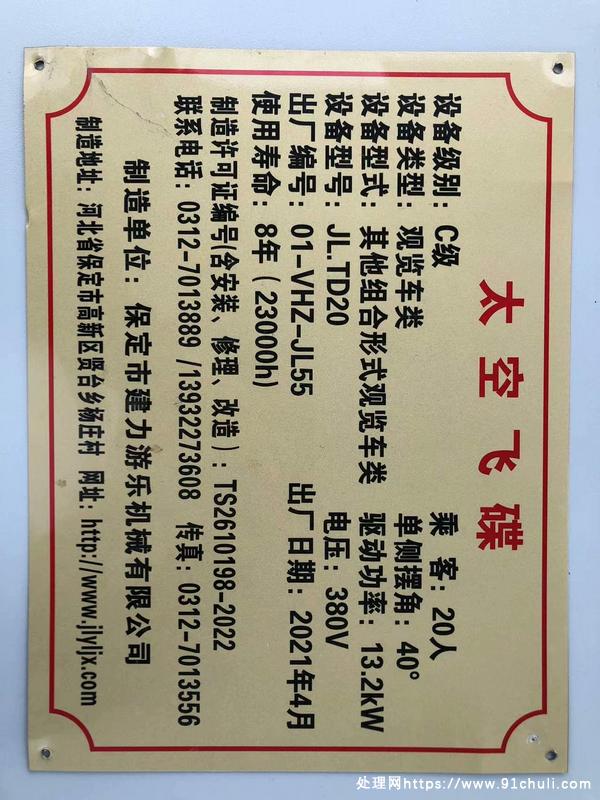 太空飞碟
设备级别：C级 乘 客：20人
设备类型：观览车类 单侧摆角：40°
设备型式：其他组合形式观览车类 驱动功率：13.2kW
设备型号：JL.TD20 电压：380V
出厂编号：01-VHZ-JL55 出厂日期：2021年4月
使用寿命：8年（23000h）
制造许可证编号(含安装、修理、改造）：TS2610198-2022
联系电话：0312-7013889 /13932273608 传真：0312-7013556
制造单位：保定市建力游乐机械有限公司
制造地址：河北省保定市高新区贤台乡杨庄村 网址：http://www.jlyljx.com
处理网https://www.91chuli.com